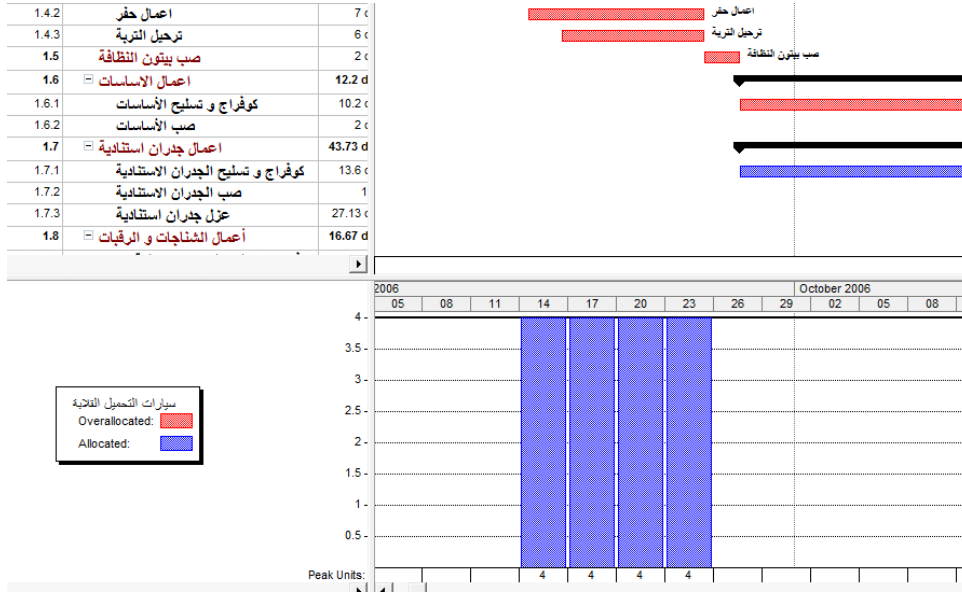 1.4.2 اعمال حفر 7 d اعمال حفر
1.4.3 ترحيل التربة 6 d ترحيل التربة
1.5 صب بيتون النظافة 2 d صب بيتون النظافة
1.6 اعمال الاساسات 12.2 d
1.6.1 كوفراج و تسليح الأساسات 10.2 d
1.6.2 صب الأساسات 2 d
1.7 اعمال جدران استنادية 43.73 d
1.7.1 كوفراج و تسليح الجدران الاستنادية 13.6 d
1.7.2 صب الجدران الاستنادية 1
1.7.3 عزل جدران استنادية 27.13 d
1.8 أعمال الشناجات و الرقبات 16.67 d
2006 October 2006
05 08 11 14 17 20 23 26 29 02 05 08
4
3.5
3
2.5
2
1.5
1
0.5
سيارات التحميل القلابة
Overallocated:
Allocated:
Peak Units: 4 4 4 4